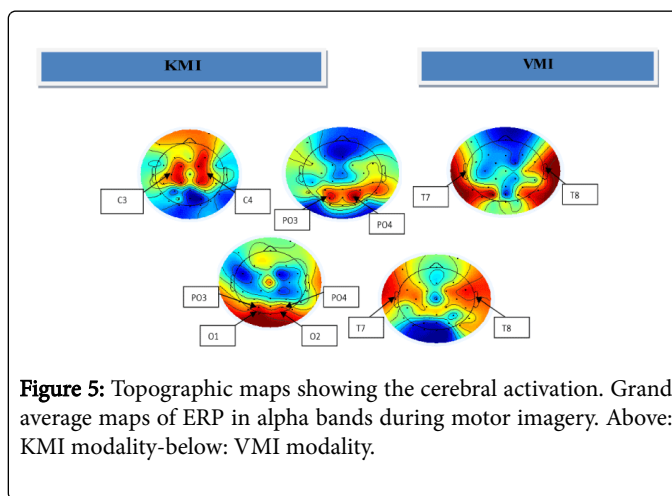 KMI
VMI
C3
C4
PO3
PO4
T7
T8
PO3
PO4
O1
O2
T7
T8
Figure 5: Topographic maps showing the cerebral activation. Grand
average maps of ERP in alpha bands during motor imagery. Above:
KMI modality-below: VMI modality.